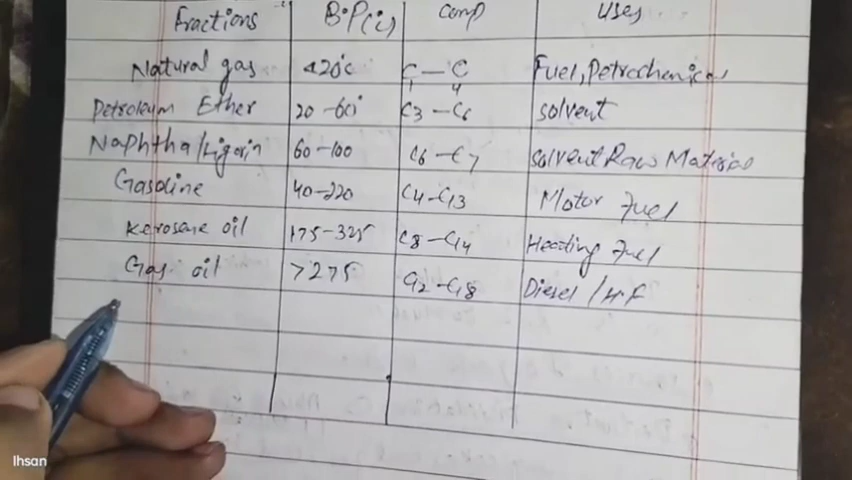 Fractions B.P(°C) Comp Uses
Natural gas <20°C C1 — C4 Fuel, Petrochemical
Petroleum Ether 20-60° C3 — C6 solvent
Naphtha/Ligorin 60-100 C6 — C7 solvent Raw Material
Gasoline 40-220 C4-C13 Motor Fuel
Kerosene oil 175-325 C8 — C14 Heating Fuel
Gas oil >275 C12-C18 Diesel / H.F
Ihsan